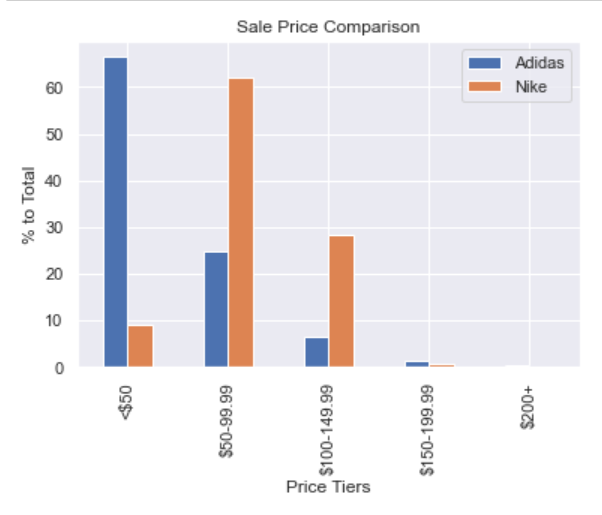 Sale Price Comparison
Adidas
Nike
% to Total
60
50
40
30
20
10
0
<$50
$50-99.99
$100-149.99
$150-199.99
$200+
Price Tiers